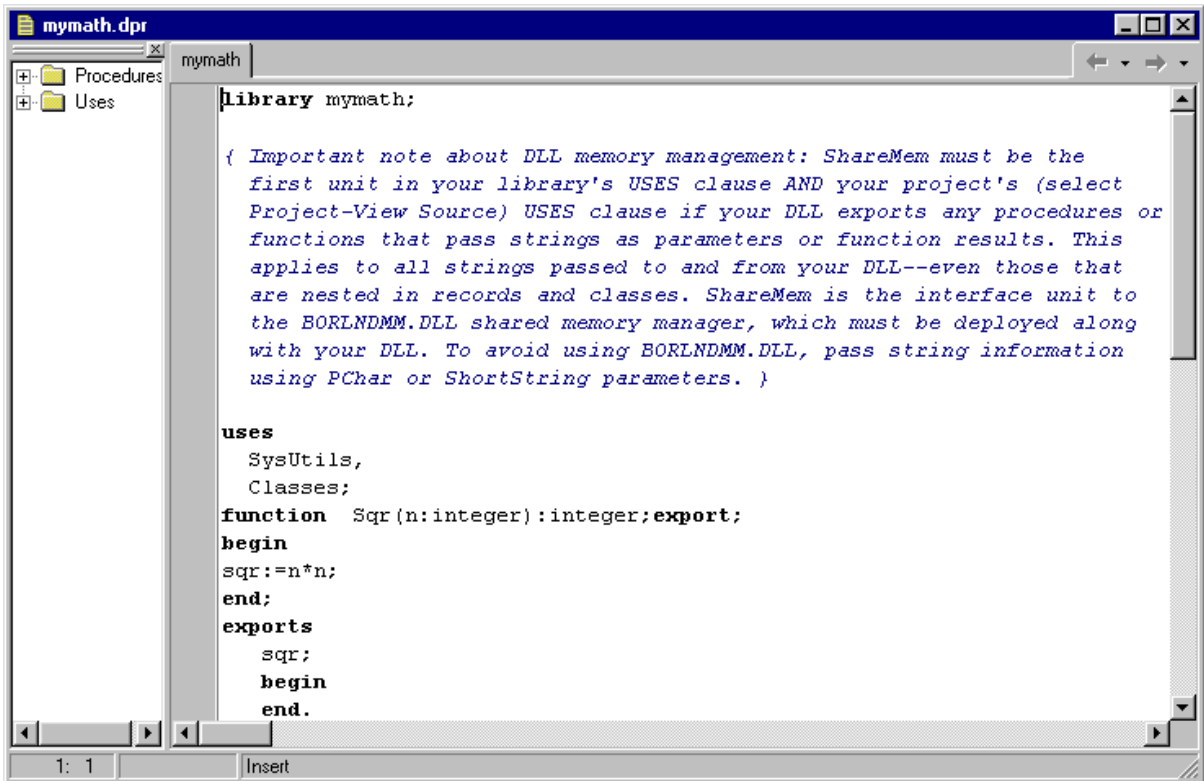 mymath.dpr
Procedures
Uses
mymath
library mymath;
{ Important note about DLL memory management: ShareMem must be the
first unit in your library's USES clause AND your project's (select
Project-View Source) USES clause if your DLL exports any procedures or
functions that pass strings as parameters or function results. This
applies to all strings passed to and from your DLL--even those that
are nested in records and classes. ShareMem is the interface unit to
the BORLNDMM.DLL shared memory manager, which must be deployed along
with your DLL. To avoid using BORLNDMM.DLL, pass string information
using PChar or ShortString parameters. }
uses
SysUtils,
Classes;
function  Sqr(n:integer):integer;export;
begin
sqr:=n*n;
end;
exports
sqr;
begin
end.
1: 1
Insert